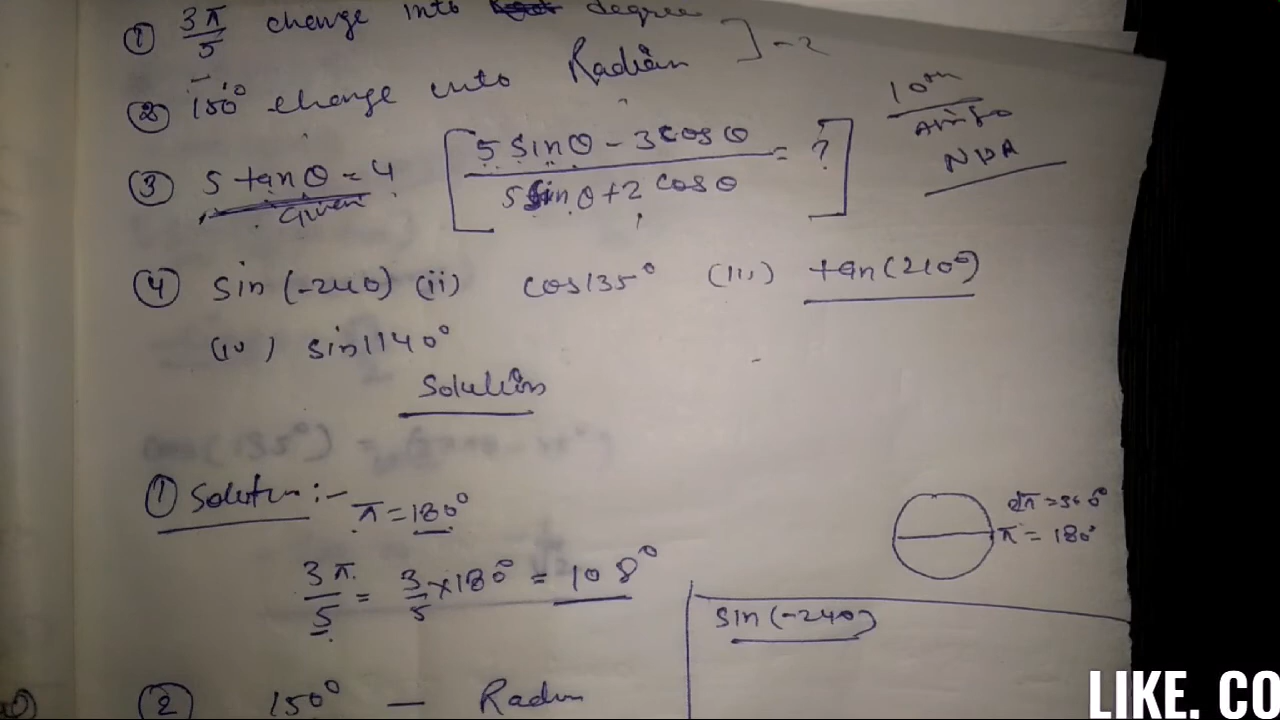 ① 3π/5 change into degree
② 150° change into Radian ] - 2
10th
NDA
③ 5 tanθ = 4 [5 sinθ - 3cosθ / 5 sinθ + 2 cosθ = ?]
Given
④ sin (-240) (ii) cos135° (iii) tan(210°)
(iv) sin1140°
Solution
① Solution :-
π = 180°
2π = 360°
π = 180°
3π/5 = 3/5 × 180° = 108°
sin (-240)
② 150° — Radian
LIKE. CO